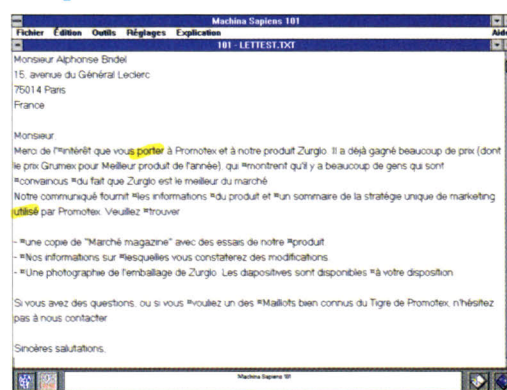 Machina Sapiens 101
Fichier Édition Outils Réglages Explication Aide
101 - LETTEST.TXT
Monsieur Alphonse Bridel
15, avenue du Général Leclerc
75014 Paris
France
Monsieur
Merci de l'¤intérêt que vous porter à Promotex et à notre produit Zurglo. Il a déjà gagné beaucoup de prix (dont
le prix Grumex pour Meilleur produit de l'année), qui ¤montrent qu'il y a beaucoup de gens qui sont
¤convaincus ¤du fait que Zurglo est le meilleur du marché
Notre communiqué fournit ¤les informations ¤du produit et ¤un sommaire de la stratégie unique de marketing
utilisé par Promotex. Veuillez ¤trouver
- ¤une copie de "Marché magazine" avec des essais de notre ¤produit
- ¤Nos informations sur ¤lesquelles vous constaterez des modifications.
- ¤Une photographie de l'emballage de Zurglo. Les diapositives sont disponibles ¤à votre disposition
Si vous avez des questions, ou si vous ¤vouliez un des ¤Maillots bien connus du Tigre de Promotex, n'hésitez
pas à nous contacter
Sincères salutations,
Machina Sapiens 101